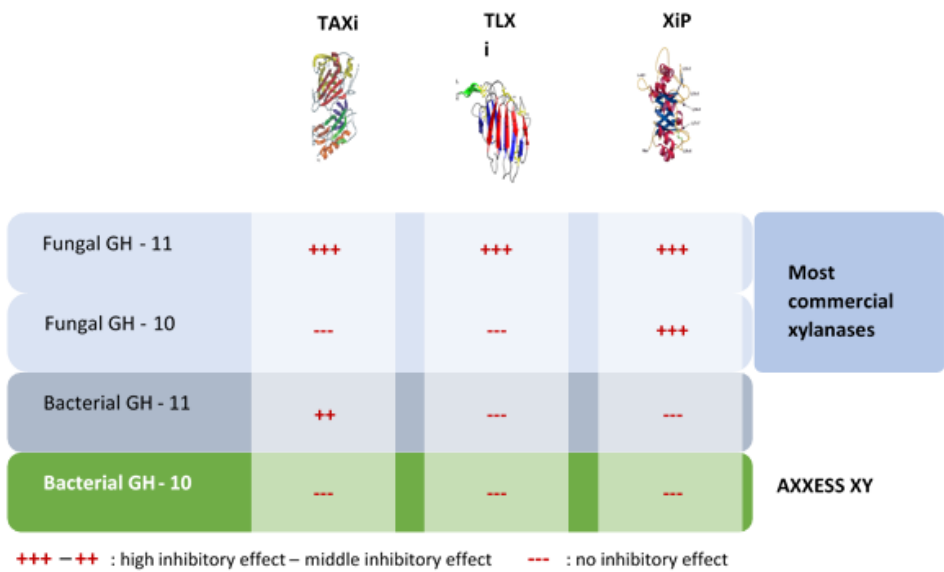 TAXi
TLX
i
XiP
Fungal GH - 11
+++
+++
+++
Fungal GH - 10
---
---
+++
Most
commercial
xylanases
Bacterial GH - 11
++
---
---
Bacterial GH - 10
---
---
---
AXXESS XY
+++ – ++ : high inhibitory effect – middle inhibitory effect --- : no inhibitory effect